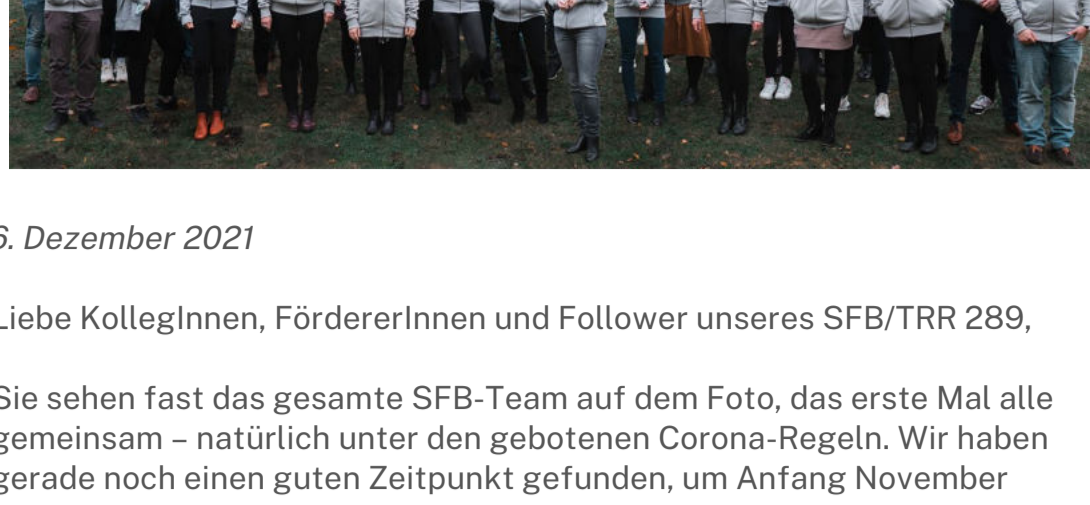 6. Dezember 2021
Liebe KollegInnen, FördererInnen und Follower unseres SFB/TRR 289,
Sie sehen fast das gesamte SFB-Team auf dem Foto, das erste Mal alle
gemeinsam – natürlich unter den gebotenen Corona-Regeln. Wir haben
gerade noch einen guten Zeitpunkt gefunden, um Anfang November